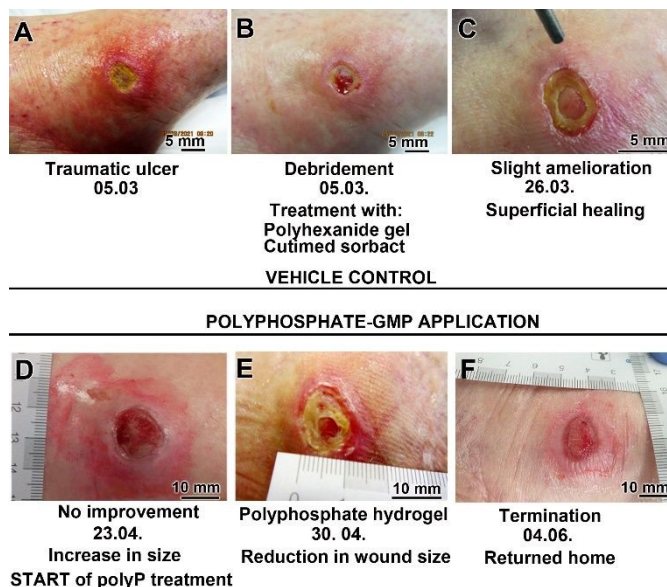 A
B
C
5 mm
5 mm
5 mm
Traumatic ulcer
05.03
Debridement
05.03.
Treatment with:
Polyhexanide gel
Cutimed sorbact
Slight amelioration
26.03.
Superficial healing
VEHICLE CONTROL
POLYPHOSPHATE-GMP APPLICATION
D
E
F
10 mm
10 mm
10 mm
No improvement
23.04.
Increase in size
START of polyP treatment
Polyphosphate hydrogel
30. 04.
Reduction in wound size
Termination
04.06.
Returned home